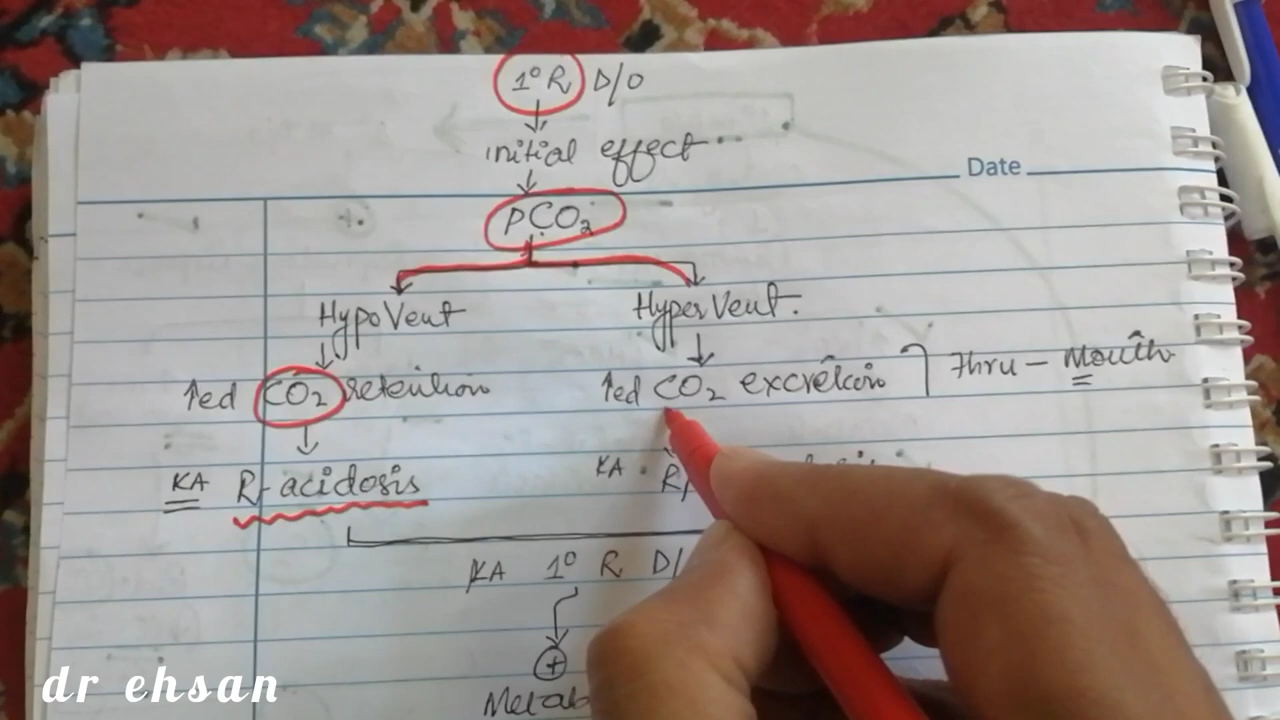 1° R D/O
initial effect
Date
PCO2
HypoVent HyperVent.
↑ed CO2 retention ↑ed CO2 excretion Thru - Mouth
KA R-acidosis KA
KA 1° R D/
+
Metab
dr ehsan